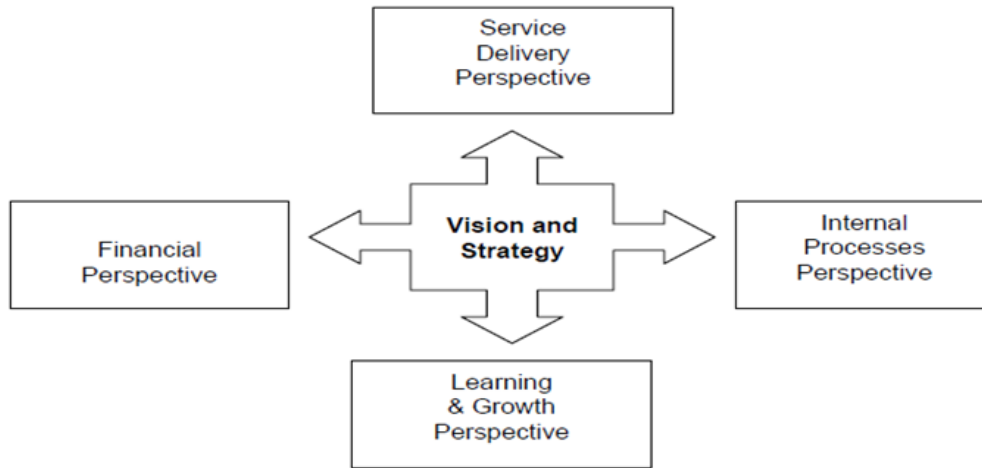 Service
Delivery
Perspective
Financial
Perspective
Vision and
Strategy
Internal
Processes
Perspective
Learning
& Growth
Perspective